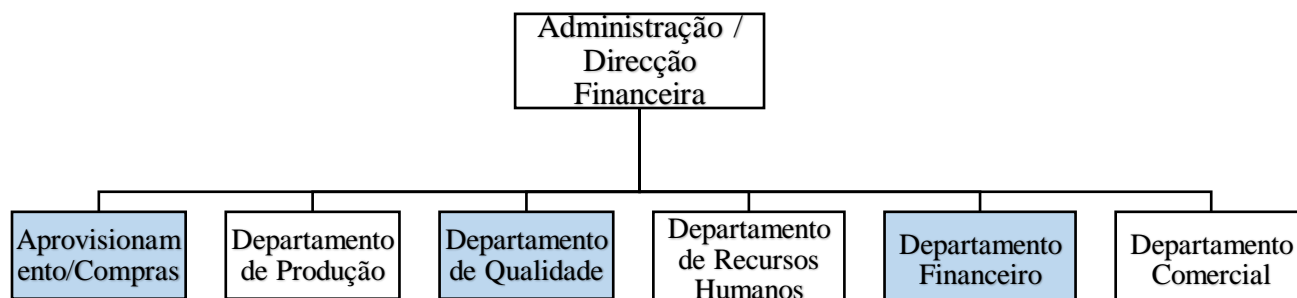 Administração /
Direcção
Financeira
Aprovisionam
ento/Compras
Departamento
de Produção
Departamento
de Qualidade
Departamento
de Recursos
Humanos
Departamento
Financeiro
Departamento
Comercial